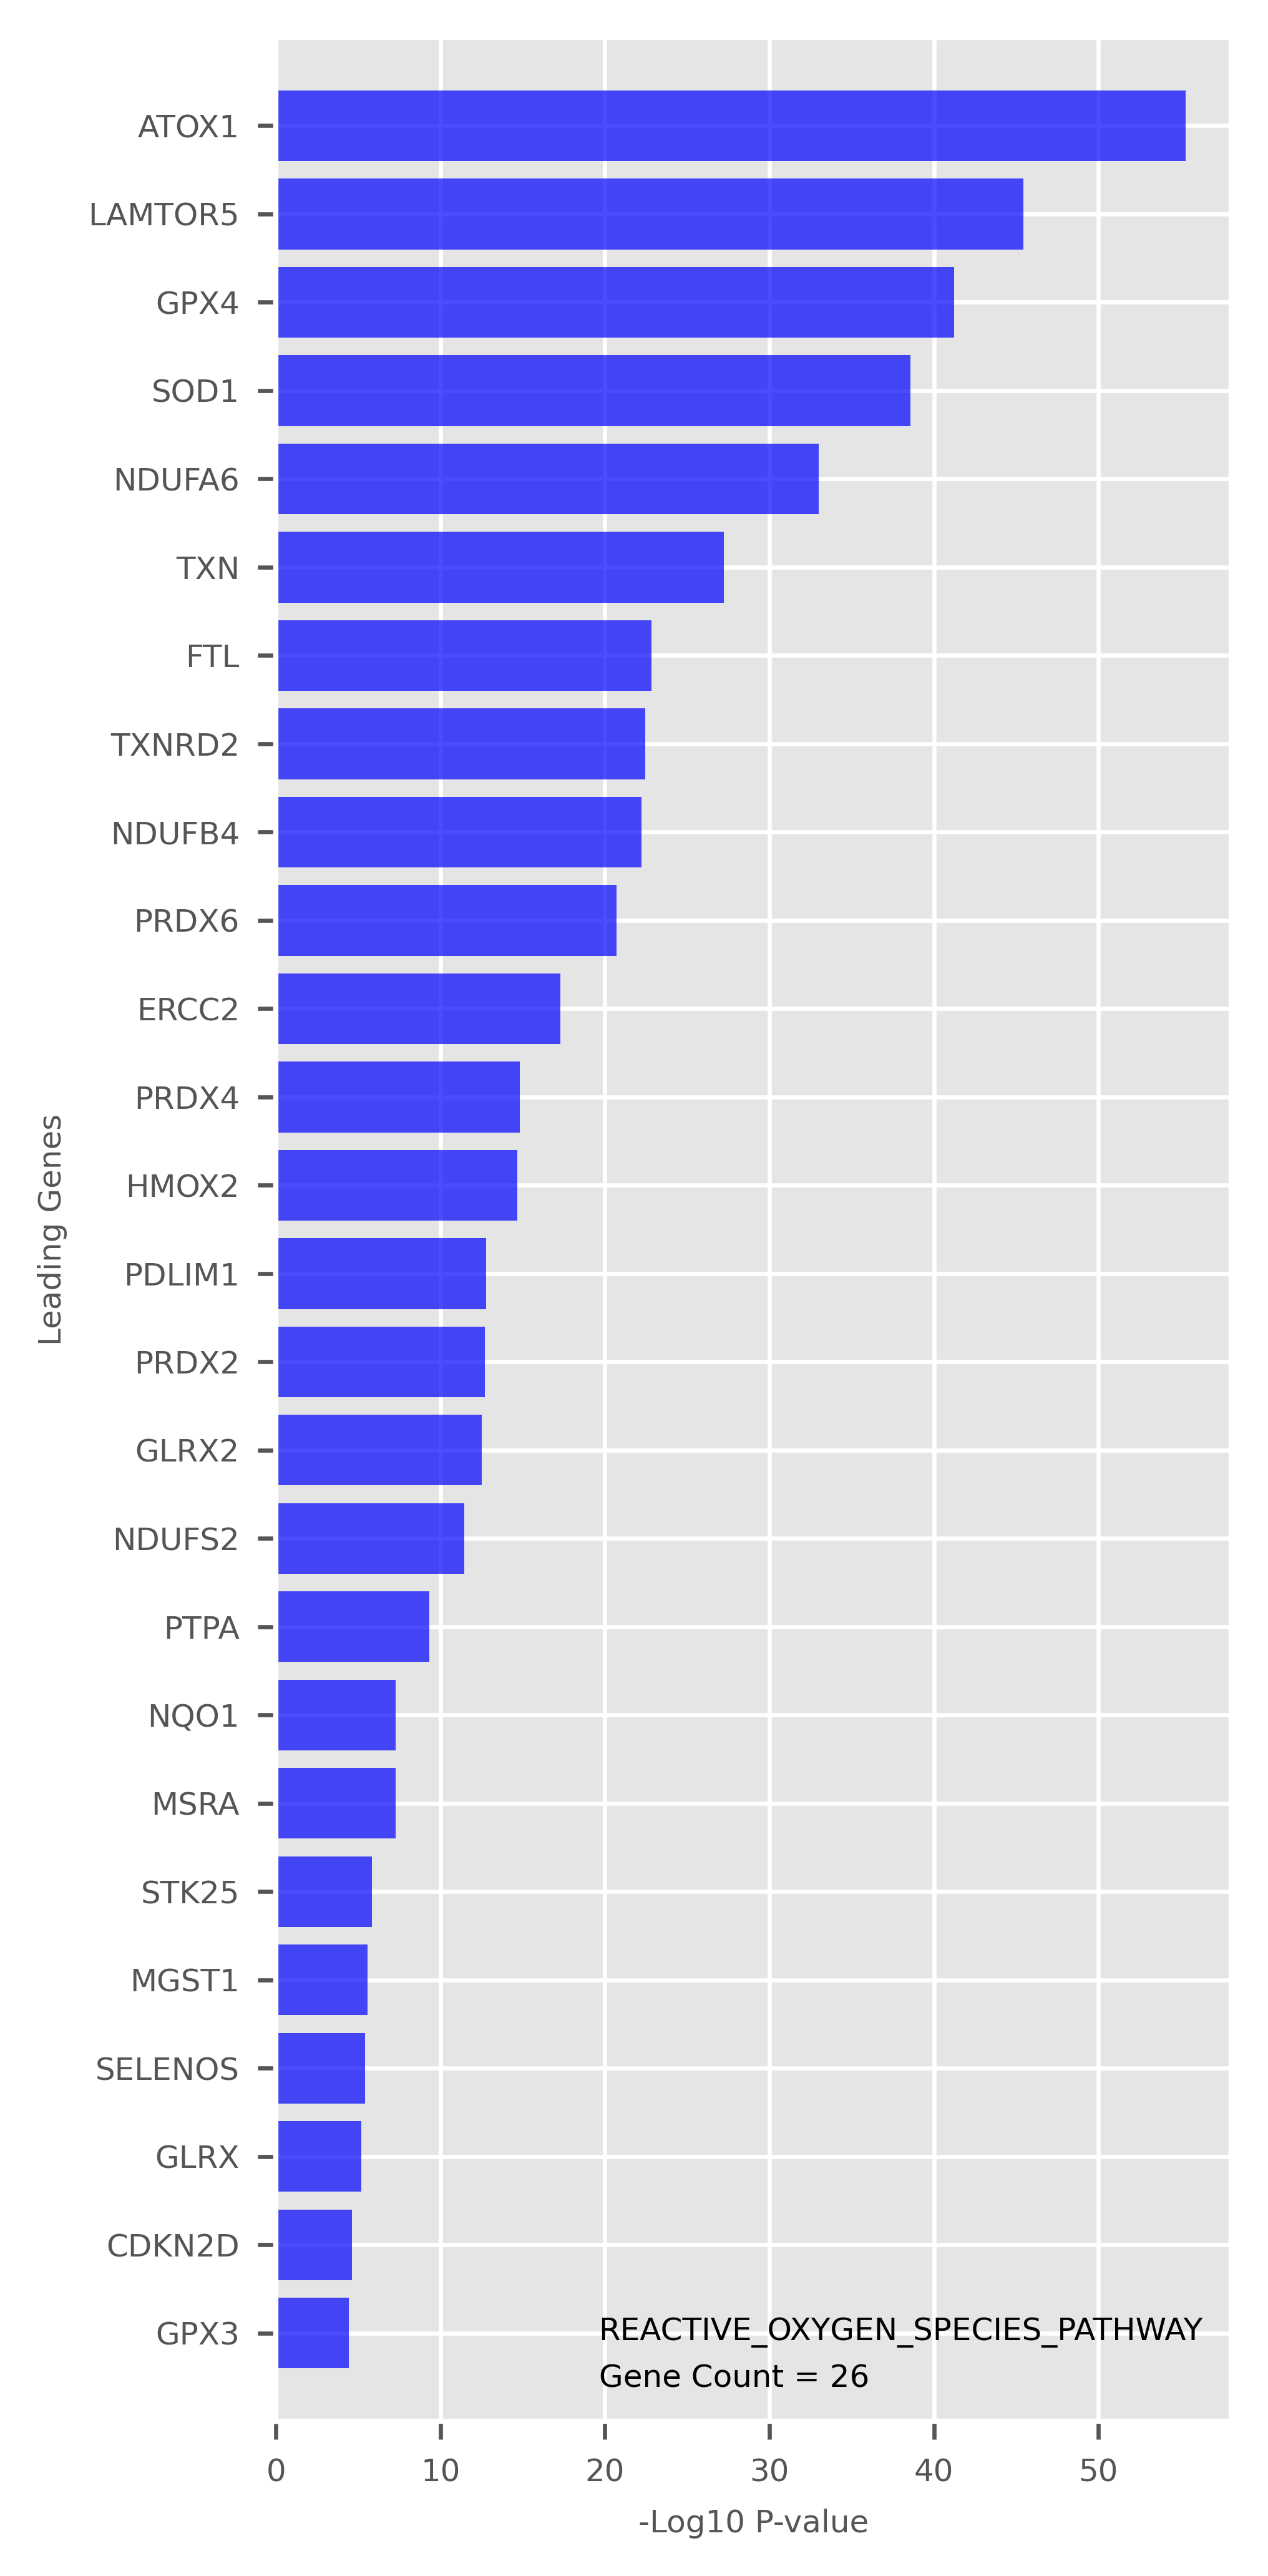 ATOX1
LAMTOR5
GPX4
SOD1
NDUFA6
TXN
FTL
TXNRD2
NDUFB4
PRDX6
ERCC2
PRDX4
HMOX2
PDLIM1
PRDX2
GLRX2
NDUFS2
PTPA
NQO1
MSRA
STK25
MGST1
SELENOS
GLRX
CDKN2D
GPX3
Leading Genes
REACTIVE_OXYGEN_SPECIES_PATHWAY
Gene Count = 26
0 10 20 30 40 50
-Log10 P-value